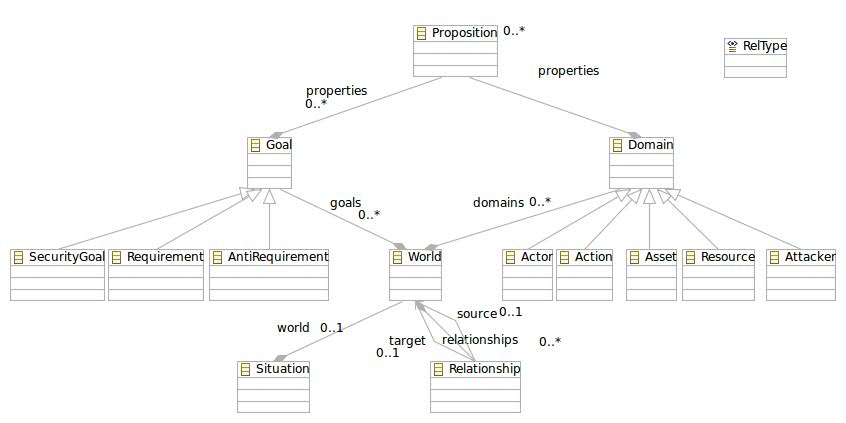 Proposition 0..*
RelType
properties
properties
0..*
Goal
Domain
goals
0..*
domains 0..*
SecurityGoal
Requirement
AntiRequirement
World
Actor
Action
Asset
Resource
Attacker
source 0..1
world 0..1
target
relationships
0..*
0..1
Situation
Relationship